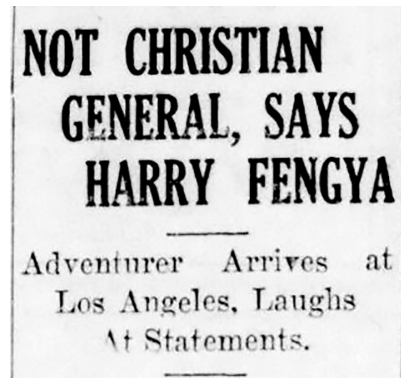 NOT CHRISTIAN
GENERAL, SAYS
HARRY FENGYA
Adventurer Arrives at
Los Angeles, Laughs
At Statements.